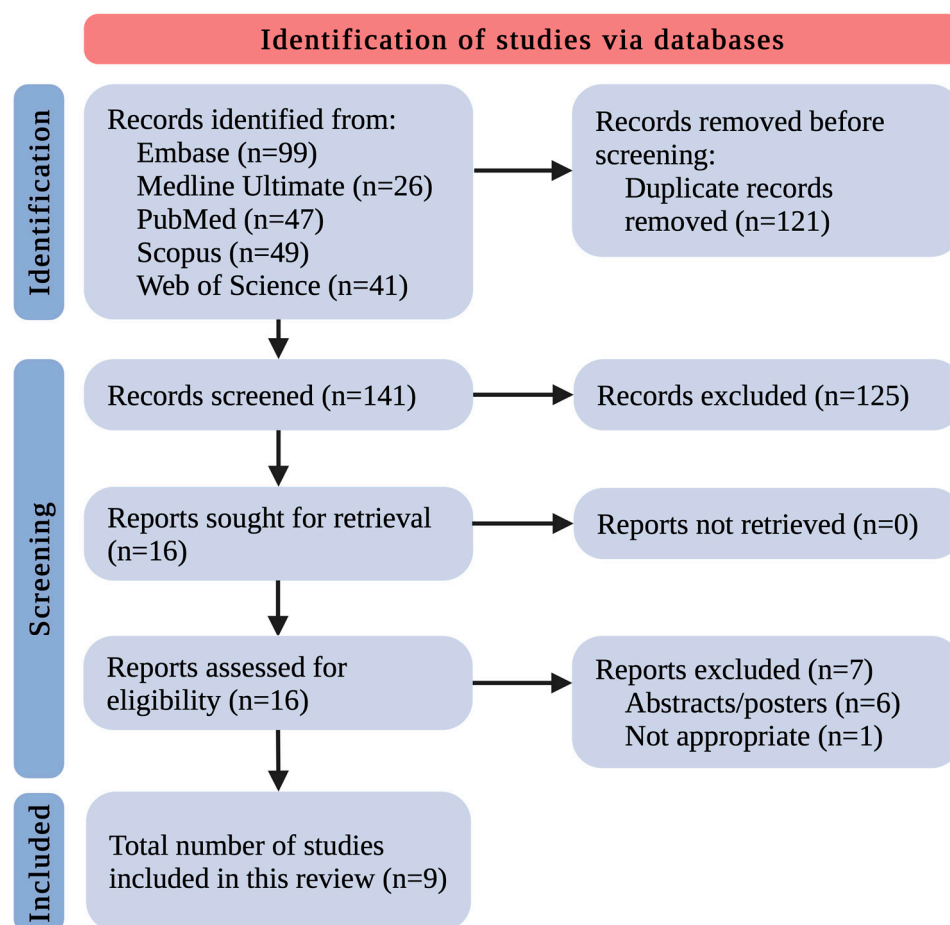 Identification of studies via databases
Identification
Records identified from:
Embase (n=99)
Medline Ultimate (n=26)
PubMed (n=47)
Scopus (n=49)
Web of Science (n=41)
Records removed before
screening:
Duplicate records
removed (n=121)
Screening
Records screened (n=141)
Records excluded (n=125)
Reports sought for retrieval
(n=16)
Reports not retrieved (n=0)
Reports assessed for
eligibility (n=16)
Reports excluded (n=7)
Abstracts/posters (n=6)
Not appropriate (n=1)
Included
Total number of studies
included in this review (n=9)